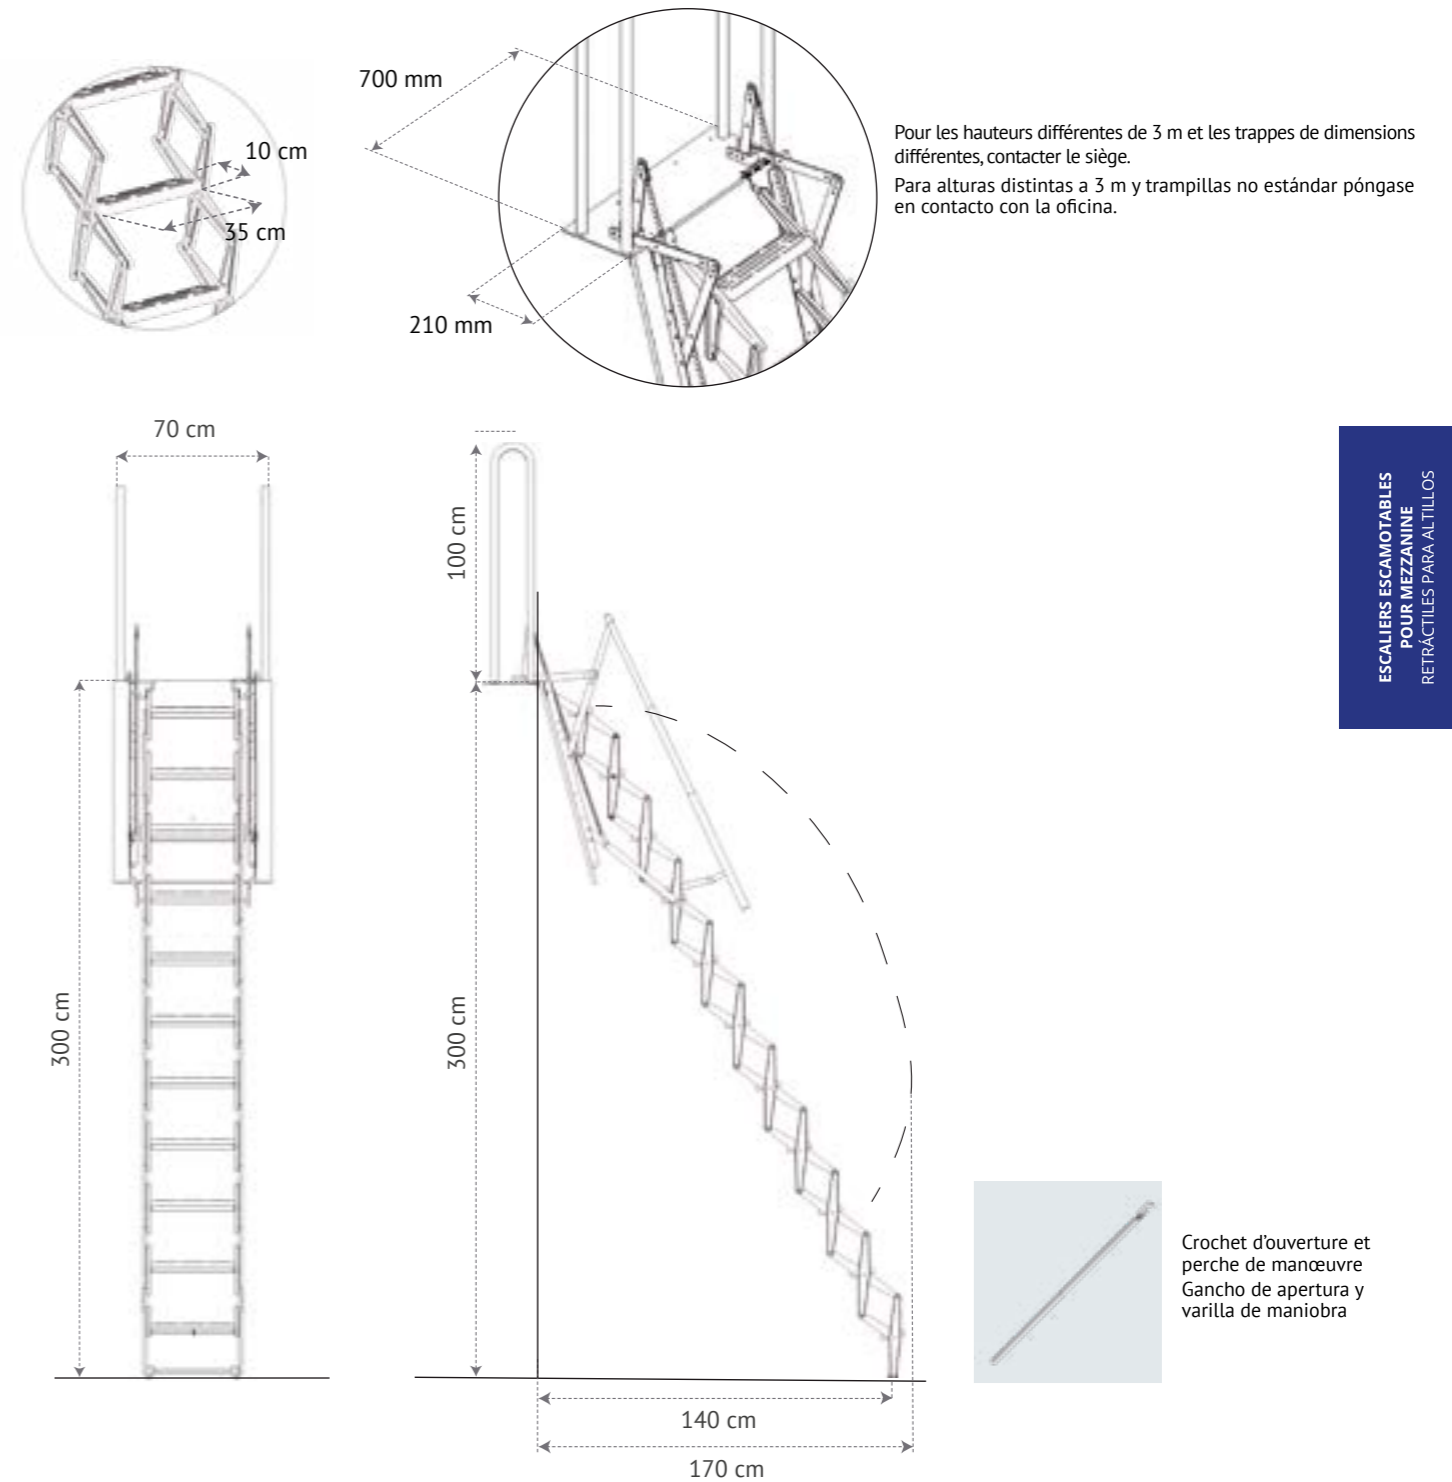 700 mm
10 cm
35 cm
210 mm
Pour les hauteurs différentes de 3 m et les trappes de dimensions
différentes, contacter le siège.
Para alturas distintas a 3 m y trampillas no estándar póngase
en contacto con la oficina.
70 cm
100 cm
300 cm
300 cm
140 cm
170 cm
ESCALIERS ESCAMOTABLES
POUR MEZZANINE
RETRÁCTILES PARA ALTILLOS
Crochet d'ouverture et
perche de manœuvre
Gancho de apertura y
varilla de maniobra